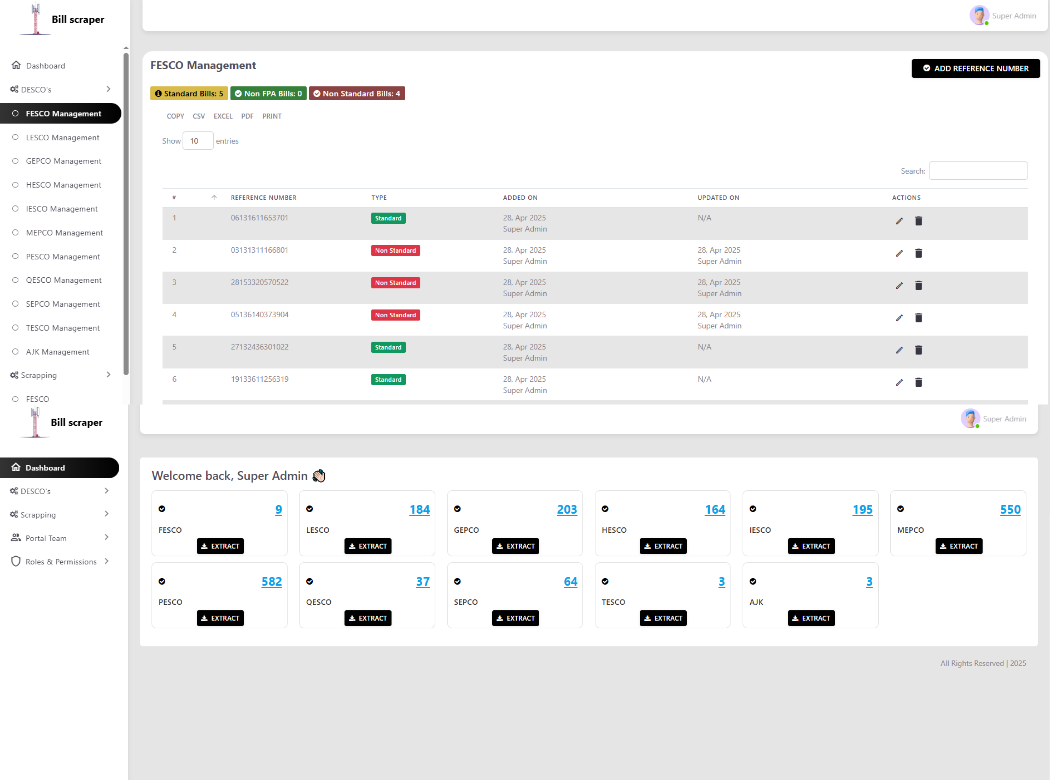 Bill scraper
Super Admin
Dashboard
DESCO's
FESCO Management
LESCO Management
GEPCO Management
HESCO Management
IESCO Management
MEPCO Management
PESCO Management
QESCO Management
SEPCO Management
TESCO Management
AJK Management
Scrapping
FESCO
FESCO Management
ADD REFERENCE NUMBER
Standard Bills: 5 Non FPA Bills: 0 Non Standard Bills: 4
COPY CSV EXCEL PDF PRINT
Show 10 entries
Search:
# REFERENCE NUMBER TYPE ADDED ON UPDATED ON ACTIONS
1 06131611653701 Standard 28, Apr 2025 N/A
Super Admin
2 03131311166801 Non Standard 28, Apr 2025 28, Apr 2025
Super Admin Super Admin
3 28153320570522 Non Standard 28, Apr 2025 28, Apr 2025
Super Admin Super Admin
4 05136140373904 Non Standard 28, Apr 2025 28, Apr 2025
Super Admin Super Admin
5 27132436301022 Standard 28, Apr 2025 N/A
Super Admin
6 19133611256319 Standard 28, Apr 2025 N/A
Super Admin
Bill scraper
Super Admin
Dashboard
DESCO's
Scrapping
Portal Team
Roles & Permissions
Welcome back, Super Admin
9 184 203 164 195 550
FESCO LESCO GEPCO HESCO IESCO MEPCO
EXTRACT EXTRACT EXTRACT EXTRACT EXTRACT EXTRACT
582 37 64 3 3
PESCO QESCO SEPCO TESCO AJK
EXTRACT EXTRACT EXTRACT EXTRACT EXTRACT
All Rights Reserved | 2025